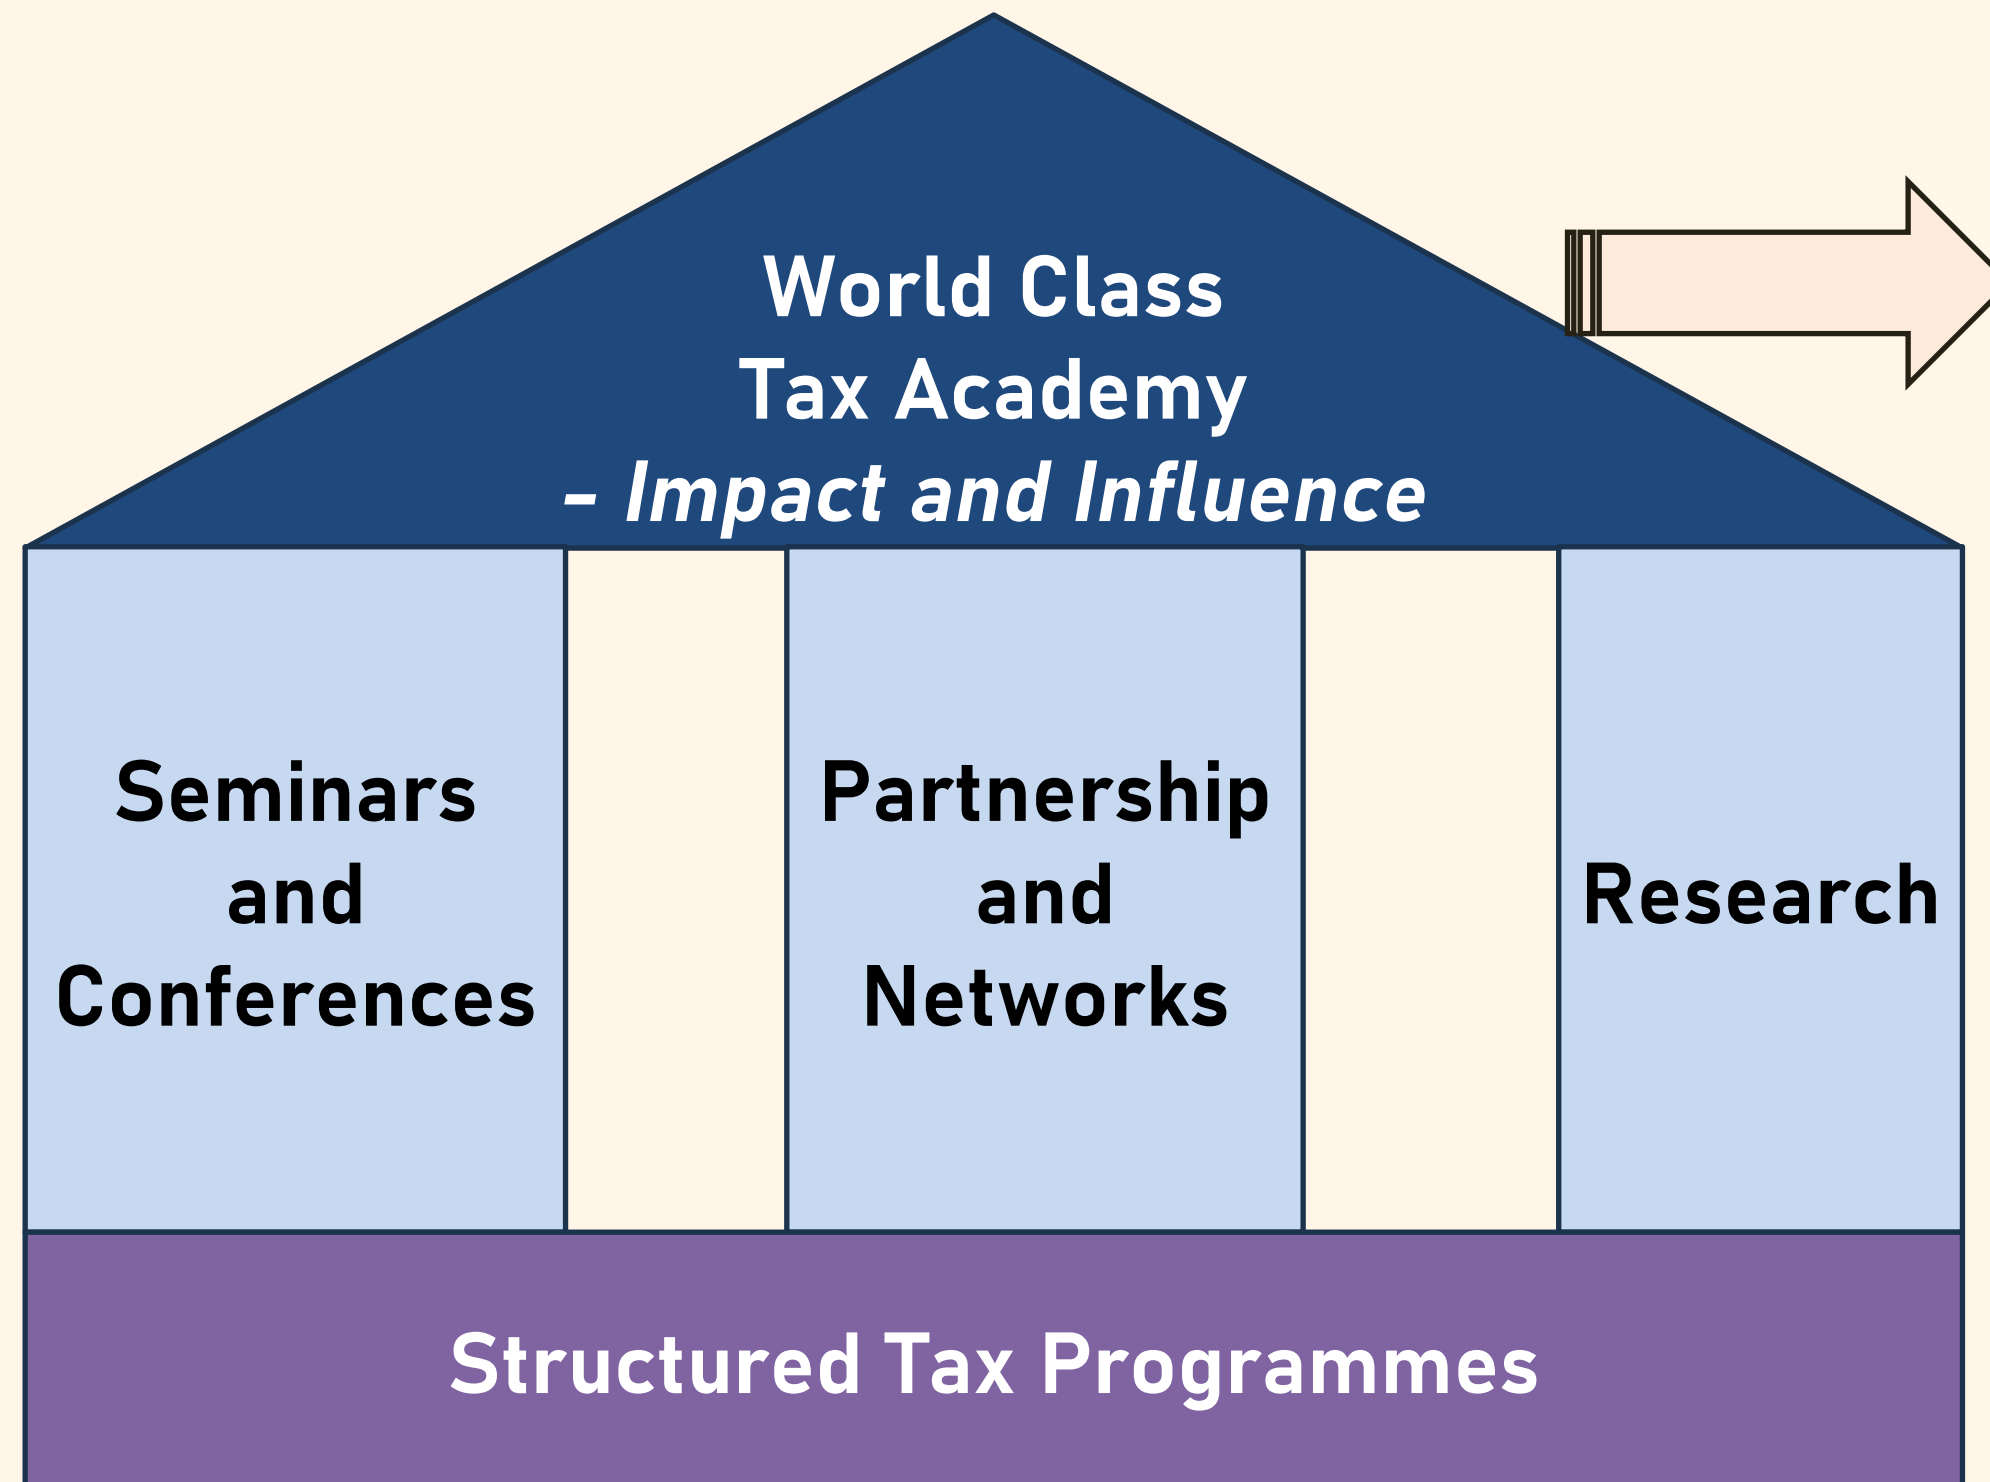 World Class
Tax Academy
- Impact and Influence
Seminars
and
Conferences
Partnership
and
Networks
Research
Structured Tax Programmes